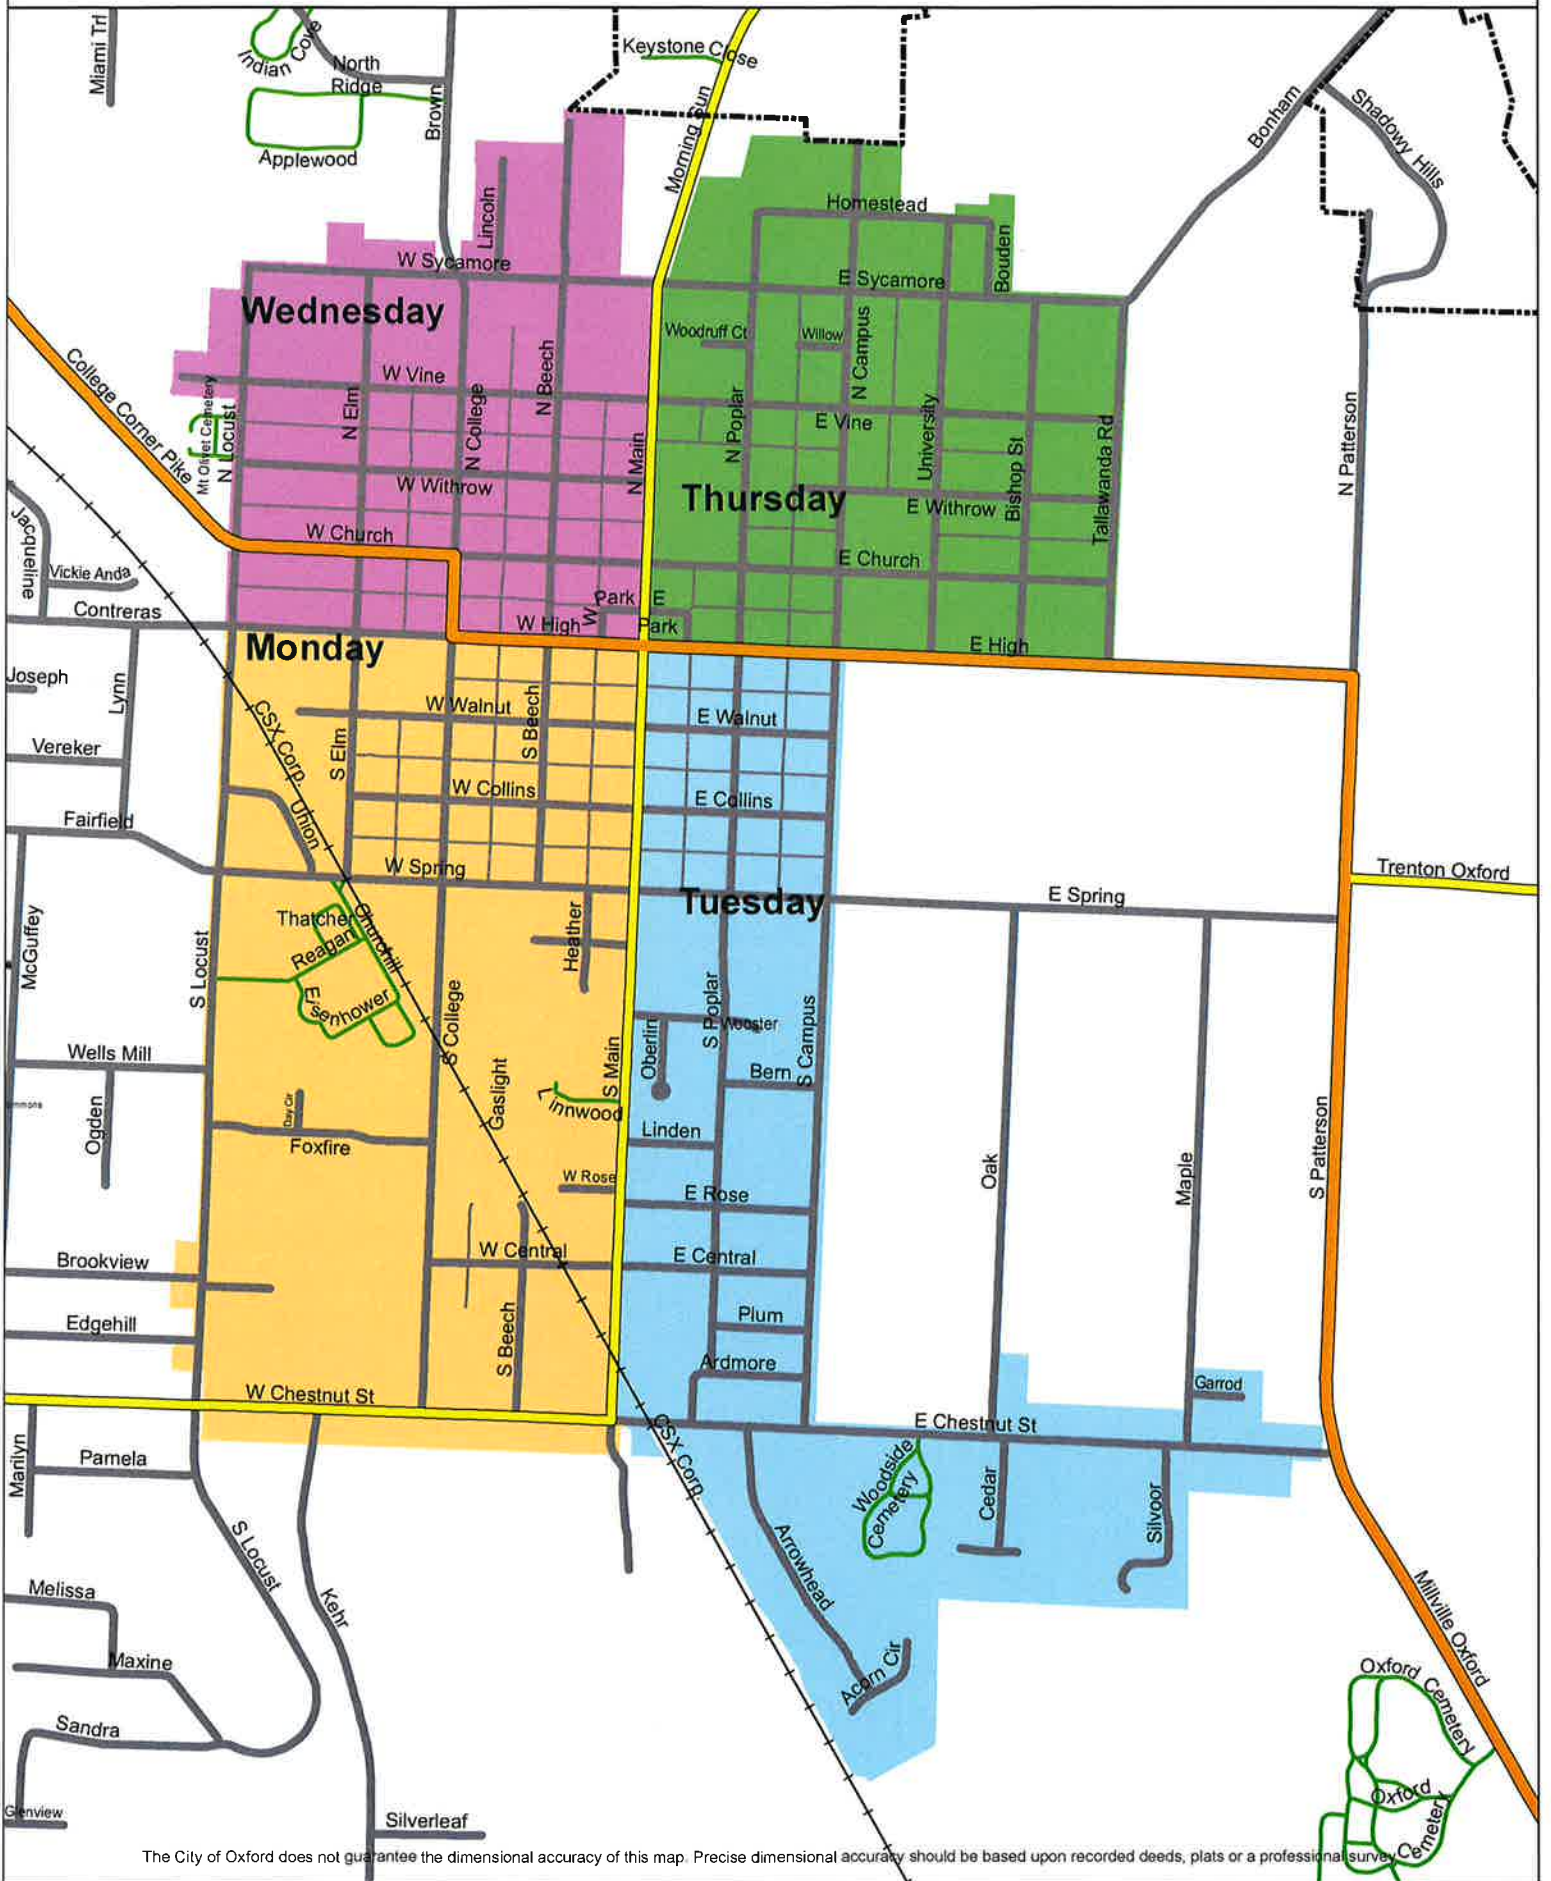 Miami Trl
Indian Cove
North
Ridge
Applewood
Brown
Keystone Close
Morning Sun
Bonham
Shadowy Hills
Lincoln
Homestead
Bouden
W Sycamore
E Sycamore
Wednesday
Woodruff Ct
Willow
N Campus
College Corner Pike
W Vine
N Beech
N Elm
N College
N Poplar
E Vine
University
N Patterson
Mt Olivet Cemetery
N Locust
N Main
Bishop St
Tallawanda Rd
W Withrow
Thursday
E Withrow
Jacqueline
W Church
E Church
Vickie Anda
Contreras
W Park
E Park
W High
E High
Monday
Joseph
Lynn
CSX Corp.
W Walnut
S Beech
E Walnut
Vereker
S Elm
W Collins
E Collins
Fairfield
Union
W Spring
Trenton Oxford
Tuesday
E Spring
McGuffey
S Locust
Thatcher
Churchill
Reagan
Eisenhower
Heather
S College
S Poplar
Wooster
S Campus
Oberlin
S Main
Wells Mill
Gaslight
Bern
Linnwood
Ogden
Day Cir
Foxfire
Linden
S Patterson
W Rose
E Rose
Oak
Maple
Brookview
W Central
E Central
Edgehill
S Beech
Plum
Ardmore
Garrod
W Chestnut St
E Chestnut St
Marilyn
Pamela
CSX Corp.
Woodside
Cemetery
Cedar
Silvoor
S Locust
Arrowhead
Melissa
Kehr
Millville Oxford
Maxine
Acorn Cir
Oxford Cemetery
Sandra
Oxford
Cemetery
Glenview
Silverleaf
The City of Oxford does not guarantee the dimensional accuracy of this map. Precise dimensional accuracy should be based upon recorded deeds, plats or a professional survey